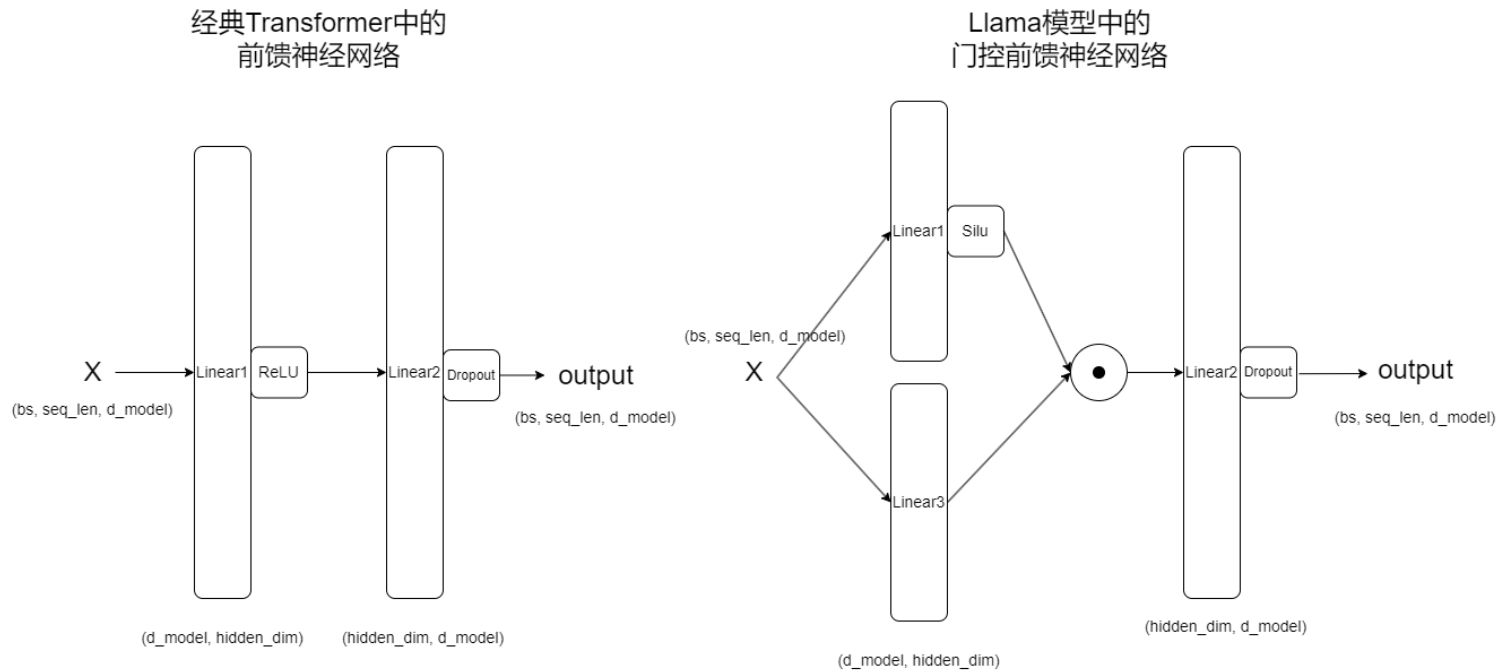 经典Transformer中的
前馈神经网络
X
(bs, seq_len, d_model)
Linear1
ReLU
Linear2
Dropout
output
(bs, seq_len, d_model)
(d_model, hidden_dim)
(hidden_dim, d_model)
Llama模型中的
门控前馈神经网络
(bs, seq_len, d_model)
X
Linear1
Silu
Linear3
Linear2
Dropout
output
(bs, seq_len, d_model)
(hidden_dim, d_model)
(d_model, hidden_dim)